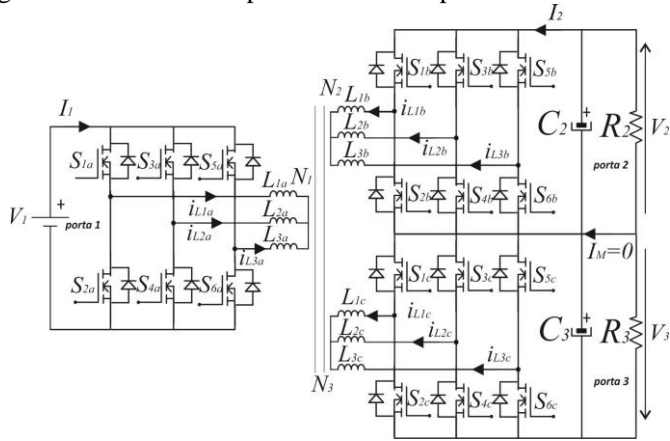 I2
S1b S3b S5b
N2 L1b
I1 iL1b
L2b iL2b C2 + R2 V2
S1a S3a S5a L3b iL3b
L1a N1 porta 2
V1 + porta 1 iL1a L2a S2b S4b S6b
iL2a L3a
iL3a IM=0
S2a S4a S6a S1c S3c S5c
L1c iL1c
L2c iL2c C3 + R3 V3
L3c iL3c
N3 S2c S4c S6c porta 3